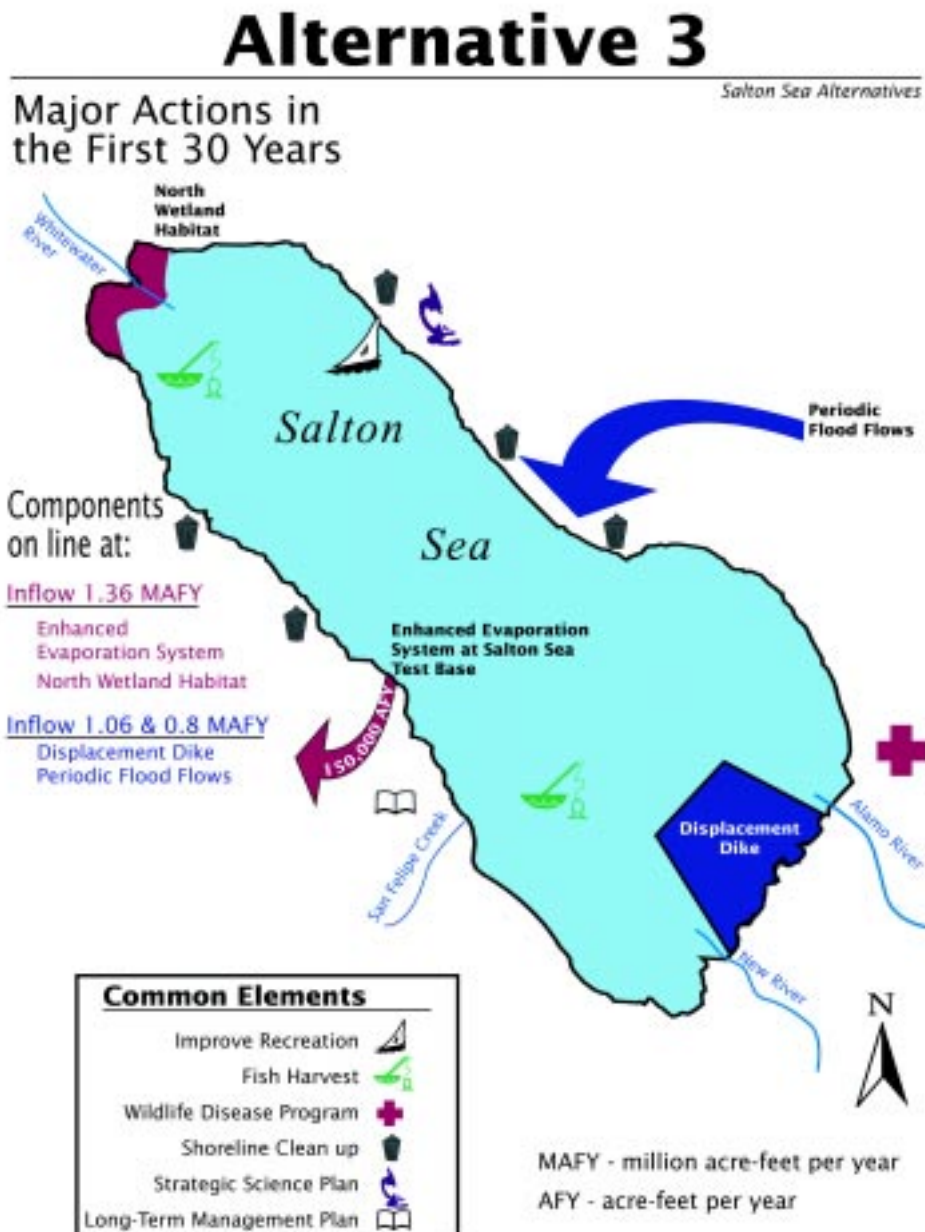 Alternative 3
Salton Sea Alternatives
Major Actions in
the First 30 Years
North
Wetland
Habitat
Whitewater
River
Periodic
Flood Flows
Salton
Sea
Components
on line at:
Inflow 1.36 MAFY
Enhanced
Evaporation System
North Wetland Habitat
Inflow 1.06 & 0.8 MAFY
Displacement Dike
Periodic Flood Flows
Enhanced Evaporation
System at Salton Sea
Test Base
150,000 AFY
San Felipe Creek
Displacement
Dike
Alamo River
New River
N
Common Elements
Improve Recreation
Fish Harvest
Wildlife Disease Program
Shoreline Clean up
Strategic Science Plan
Long-Term Management Plan
MAFY - million acre-feet per year
AFY - acre-feet per year